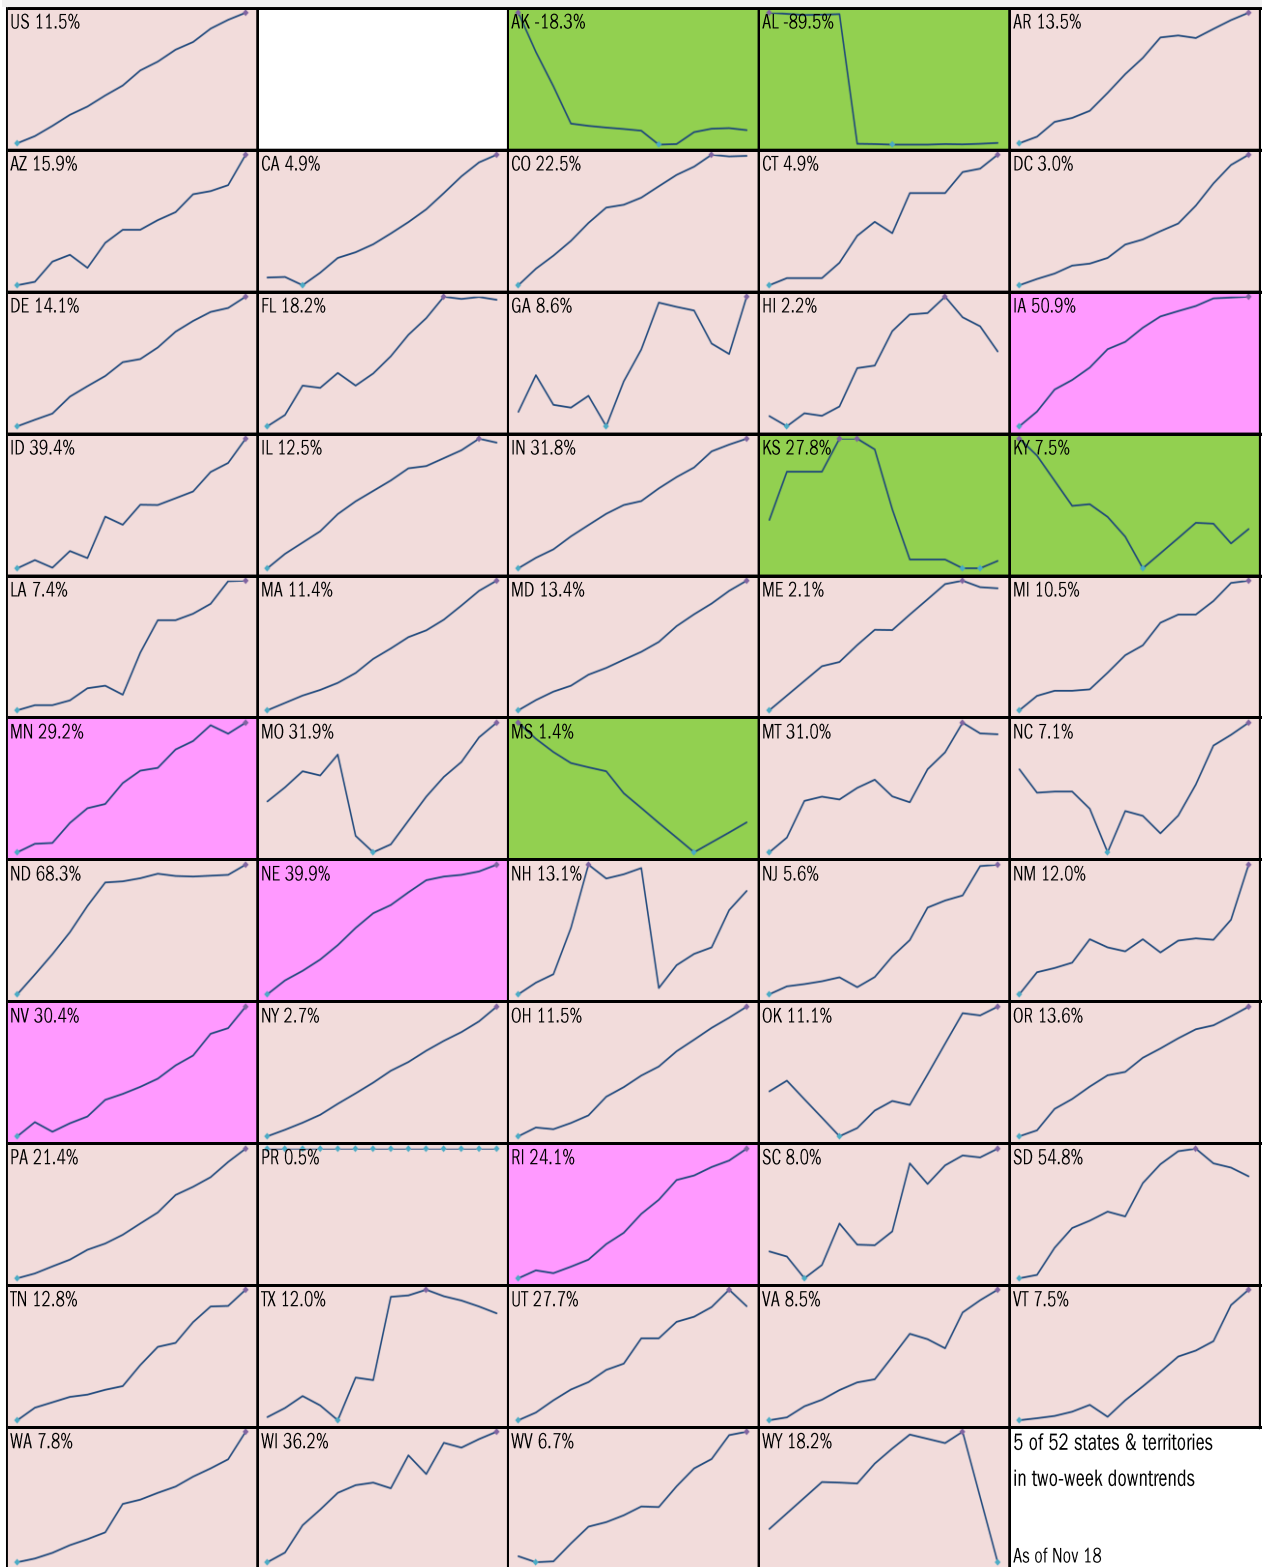 US 11.5%
AK -18.3%
AL -89.5%
AR 13.5%
AZ 15.9%
CA 4.9%
CO 22.5%
CT 4.9%
DC 3.0%
DE 14.1%
FL 18.2%
GA 8.6%
HI 2.2%
IA 50.9%
ID 39.4%
IL 12.5%
IN 31.8%
KS 27.8%
KY 7.5%
LA 7.4%
MA 11.4%
MD 13.4%
ME 2.1%
MI 10.5%
MN 29.2%
MO 31.9%
MS 1.4%
MT 31.0%
NC 7.1%
ND 68.3%
NE 39.9%
NH 13.1%
NJ 5.6%
NM 12.0%
NV 30.4%
NY 2.7%
OH 11.5%
OK 11.1%
OR 13.6%
PA 21.4%
PR 0.5%
RI 24.1%
SC 8.0%
SD 54.8%
TN 12.8%
TX 12.0%
UT 27.7%
VA 8.5%
VT 7.5%
WA 7.8%
WI 36.2%
WV 6.7%
WY 18.2%
5 of 52 states & territories
in two-week downtrends
As of Nov 18